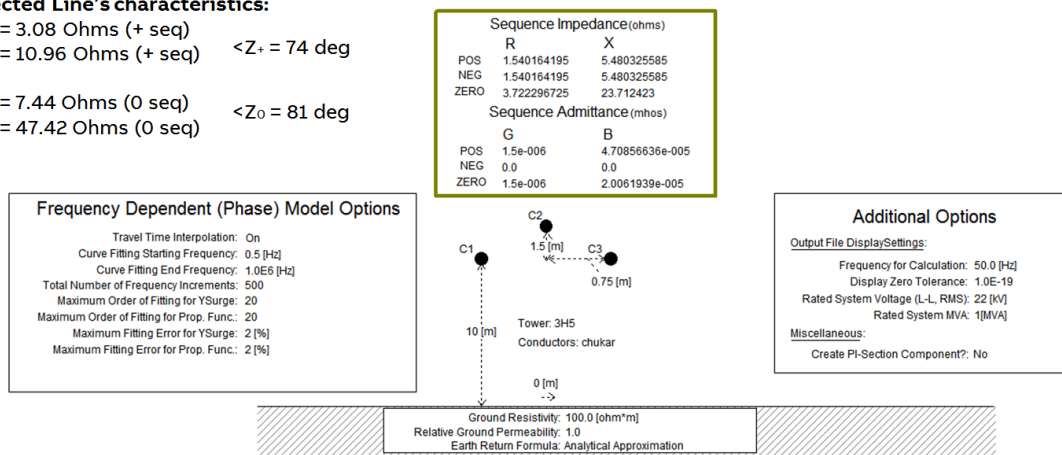 ected Line's characteristics:
= 3.08 Ohms (+ seq)
= 10.96 Ohms (+ seq)
<Z+ = 74 deg
= 7.44 Ohms (0 seq)
= 47.42 Ohms (0 seq)
<Z0 = 81 deg
Sequence Impedance(ohms)
R X
POS 1.540164195 5.480325585
NEG 1.540164195 5.480325585
ZERO 3.722296725 23.712423
Sequence Admittance(mhos)
G B
POS 1.5e-006 4.70856636e-005
NEG 0.0 0.0
ZERO 1.5e-006 2.0061939e-005
Frequency Dependent (Phase) Model Options
Travel Time Interpolation: On
Curve Fitting Starting Frequency: 0.5 [Hz]
Curve Fitting End Frequency: 1.0E6 [Hz]
Total Number of Frequency Increments: 500
Maximum Order of Fitting for YSurge: 20
Maximum Order of Fitting for Prop. Func.: 20
Maximum Fitting Error for YSurge: 2 [%]
Maximum Fitting Error for Prop. Func.: 2 [%]
C2
C1
1.5 [m]
C3
0.75 [m]
10 [m]
Tower: 3H5
Conductors: chukar
0 [m]
Additional Options
Output File DisplaySettings:
Frequency for Calculation: 50.0 [Hz]
Display Zero Tolerance: 1.0E-19
Rated System Voltage (L-L, RMS): 22 [kV]
Rated System MVA: 1[MVA]
Miscellaneous:
Create PI-Section Component?: No
Ground Resistivity: 100.0 [ohm*m]
Relative Ground Permeability: 1.0
Earth Return Formula: Analytical Approximation